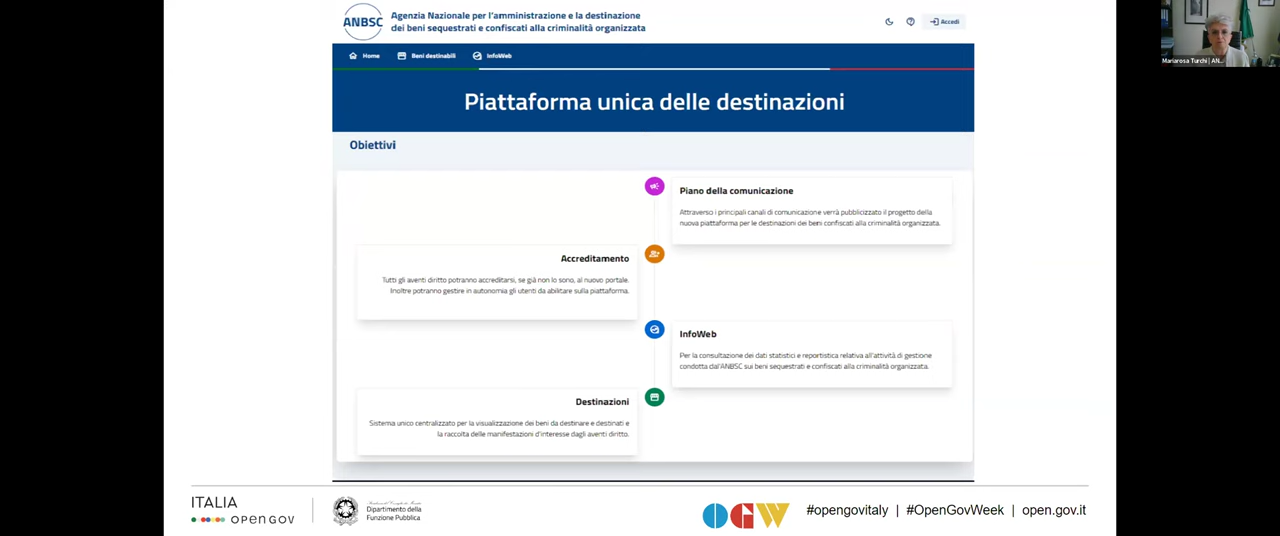 ANBSC
Agenzia Nazionale per l'amministrazione e la destinazione
dei beni sequestrati e confiscati alla criminalità organizzata
Accedi
Home
Beni destinabili
InfoWeb
Piattaforma unica delle destinazioni
Obiettivi
Piano della comunicazione
Attraverso i principali canali di comunicazione verrà pubblicizzato il progetto della
nuova piattaforma per le destinazioni dei beni confiscati alla criminalità organizzata.
Accreditamento
Tutti gli aventi diritto potranno accreditarsi, se già non lo sono, al nuovo portale.
Inoltre potranno gestire in autonomia gli utenti da abilitare sulla piattaforma.
InfoWeb
Per la consultazione dei dati statistici e reportistica relativa all'attività di gestione
condotta dall'ANBSC sui beni sequestrati e confiscati alla criminalità organizzata.
Destinazioni
Sistema unico centralizzato per la visualizzazione dei beni da destinare e destinati e
la raccolta delle manifestazioni d'interesse dagli aventi diritto.
Mariarosa Turchi | AN...
ITALIA
OPEN GOV
Dipartimento della
Funzione Pubblica
OGW
#opengovitaly | #OpenGovWeek | open.gov.it